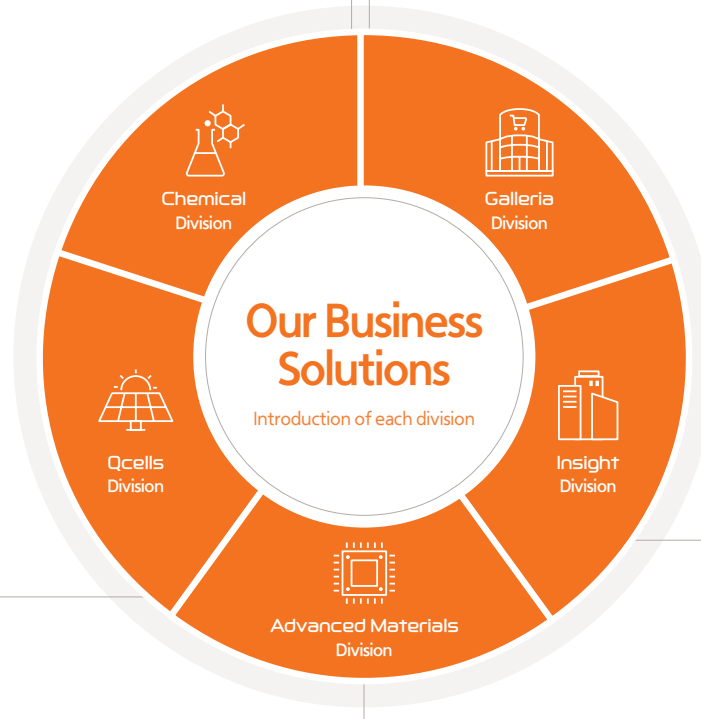 Chemical
Division
Galleria
Division
Our Business
Solutions
Introduction of each division
Qcells
Division
Insight
Division
Advanced Materials
Division